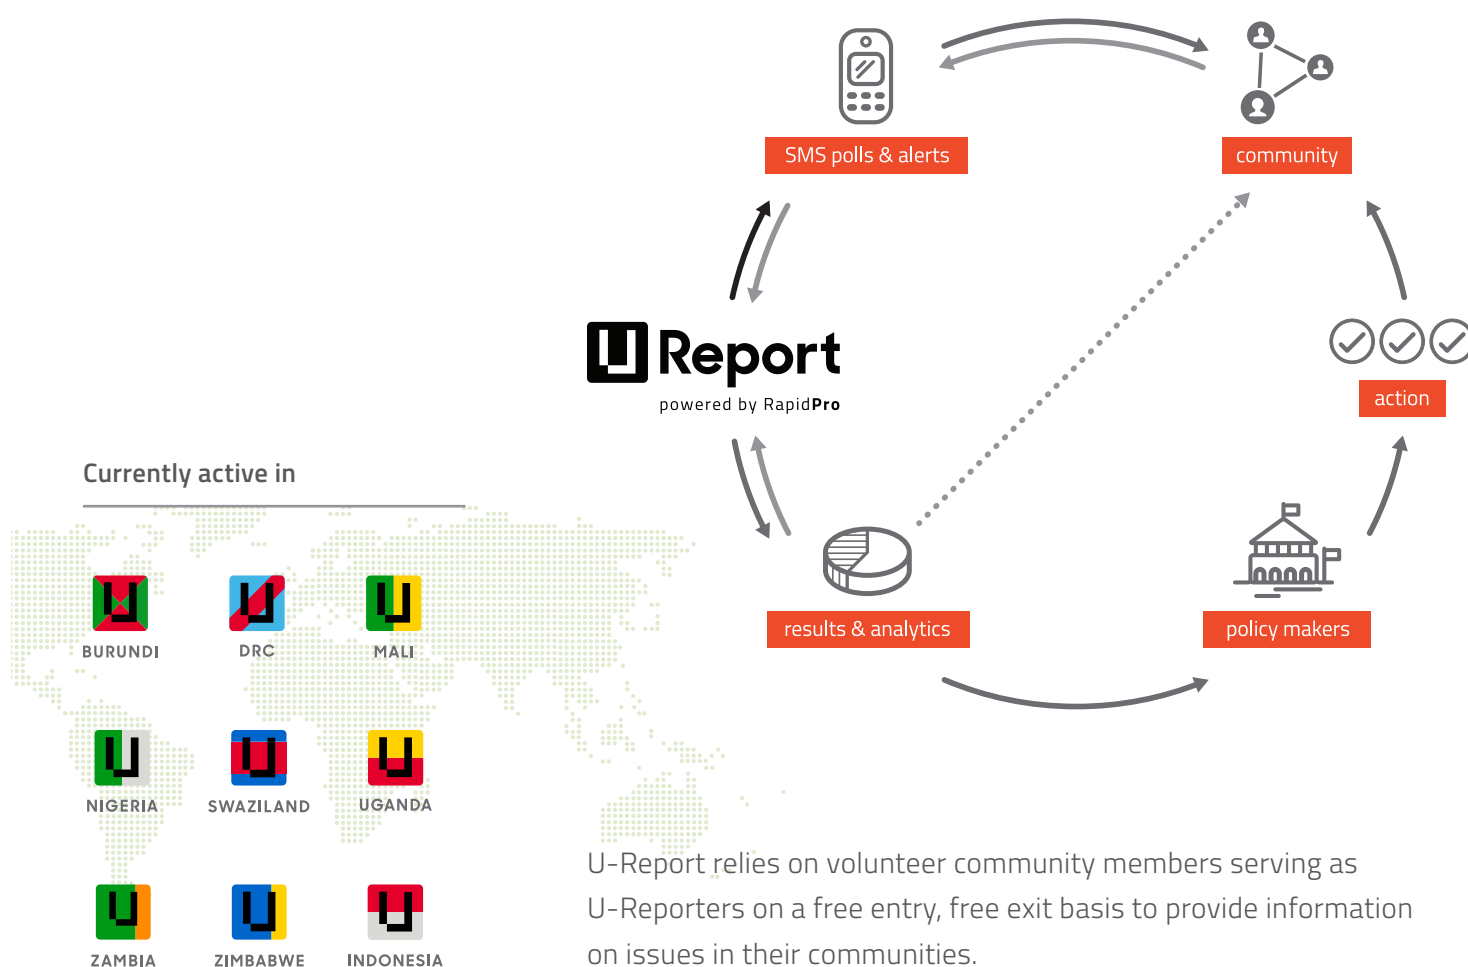 SMS polls & alerts
community
U Report
powered by RapidPro
action
Currently active in
results & analytics
policy makers
BURUNDI
DRC
MALI
NIGERIA
SWAZILAND
UGANDA
ZAMBIA
ZIMBABWE
INDONESIA
U-Report relies on volunteer community members serving as
U-Reporters on a free entry, free exit basis to provide information
on issues in their communities.